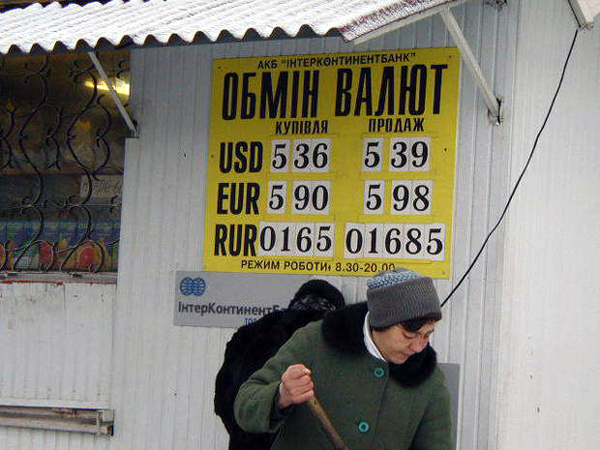 АКБ "ІНТЕРКОНТИНЕНТБАНК"
ОБМІН ВАЛЮТ
КУПІВЛЯ ПРОДАЖ
USD 5 36 5 39
EUR 5 90 5 98
RUR 0165 01685
РЕЖИМ РОБОТИ: 8.30-20.00